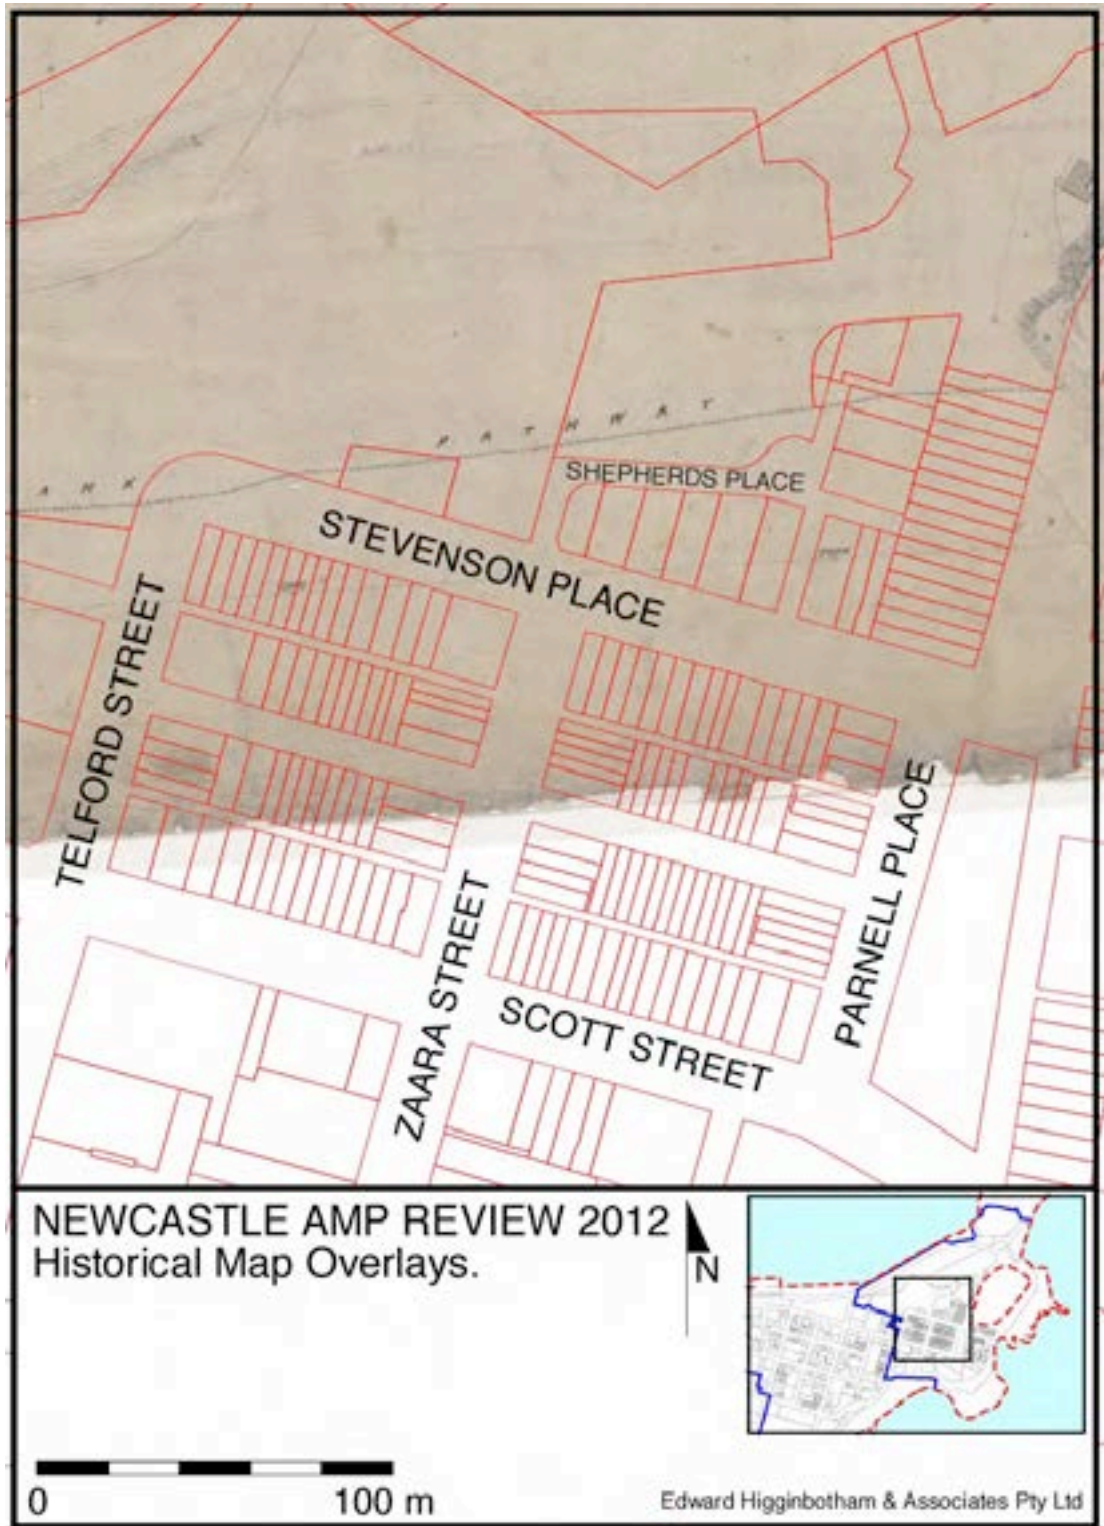 PATHWAY
SHEPHERDS PLACE
STEVENSON PLACE
TELFORD STREET
ZAARA STREET
PARNELL PLACE
SCOTT STREET
NEWCASTLE AMP REVIEW 2012
Historical Map Overlays.
N
0 100 m
Edward Higginbotham & Associates Pty Ltd